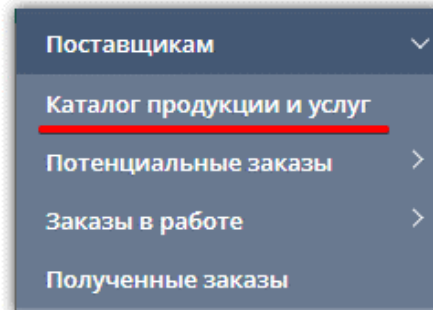 Поставщикам
Каталог продукции и услуг
Потенциальные заказы
Заказы в работе
Полученные заказы